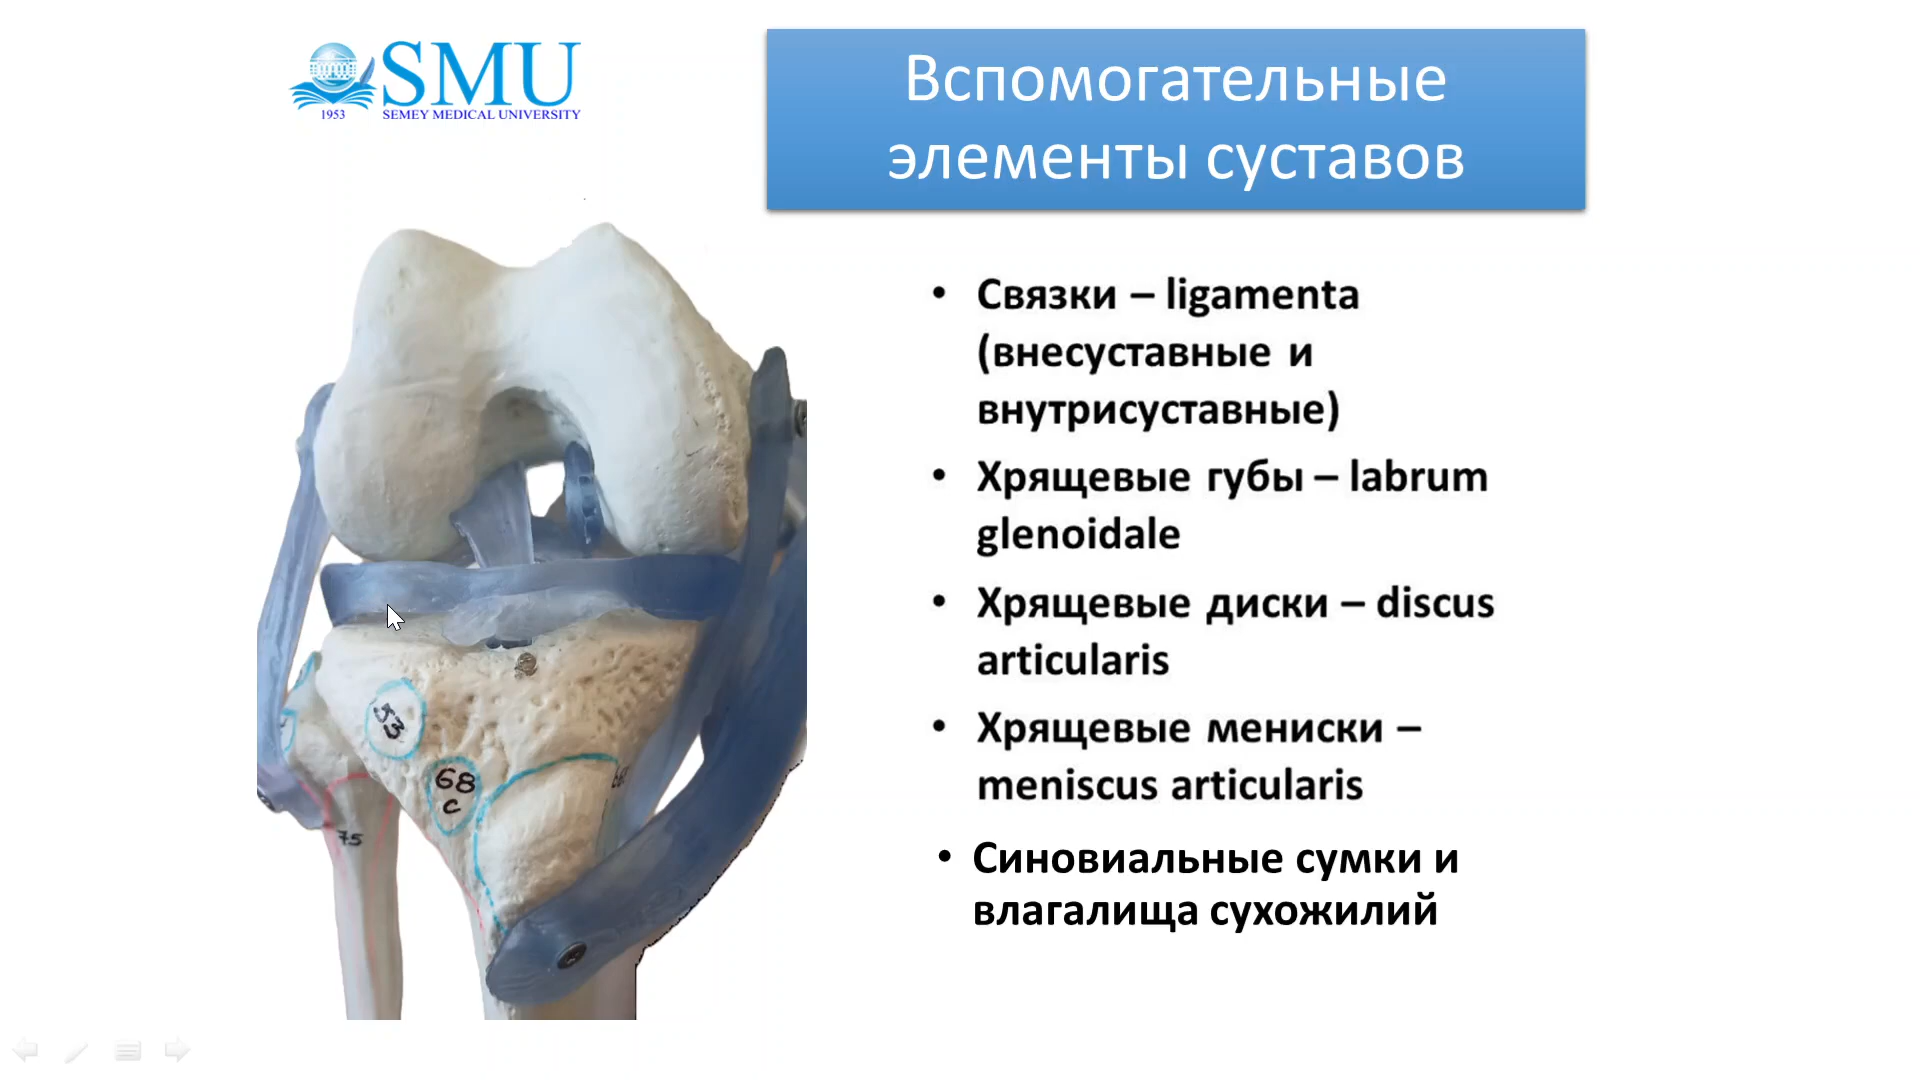 SMU
1953 SEMEY MEDICAL UNIVERSITY
Вспомогательные
элементы суставов
• Связки – ligamenta
(внесуставные и
внутрисуставные)
• Хрящевые губы – labrum
glenoidale
• Хрящевые диски – discus
articularis
• Хрящевые мениски –
meniscus articularis
• Синовиальные сумки и
влагалища сухожилий
53
68
с
75